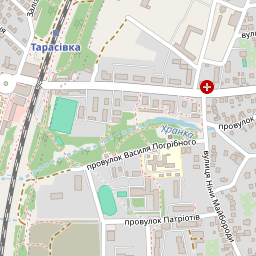 Тарасівка
Хранка
провулок Василя Погрібного
вулиця Ніни Майбороди
провулок Патріотів
провулок